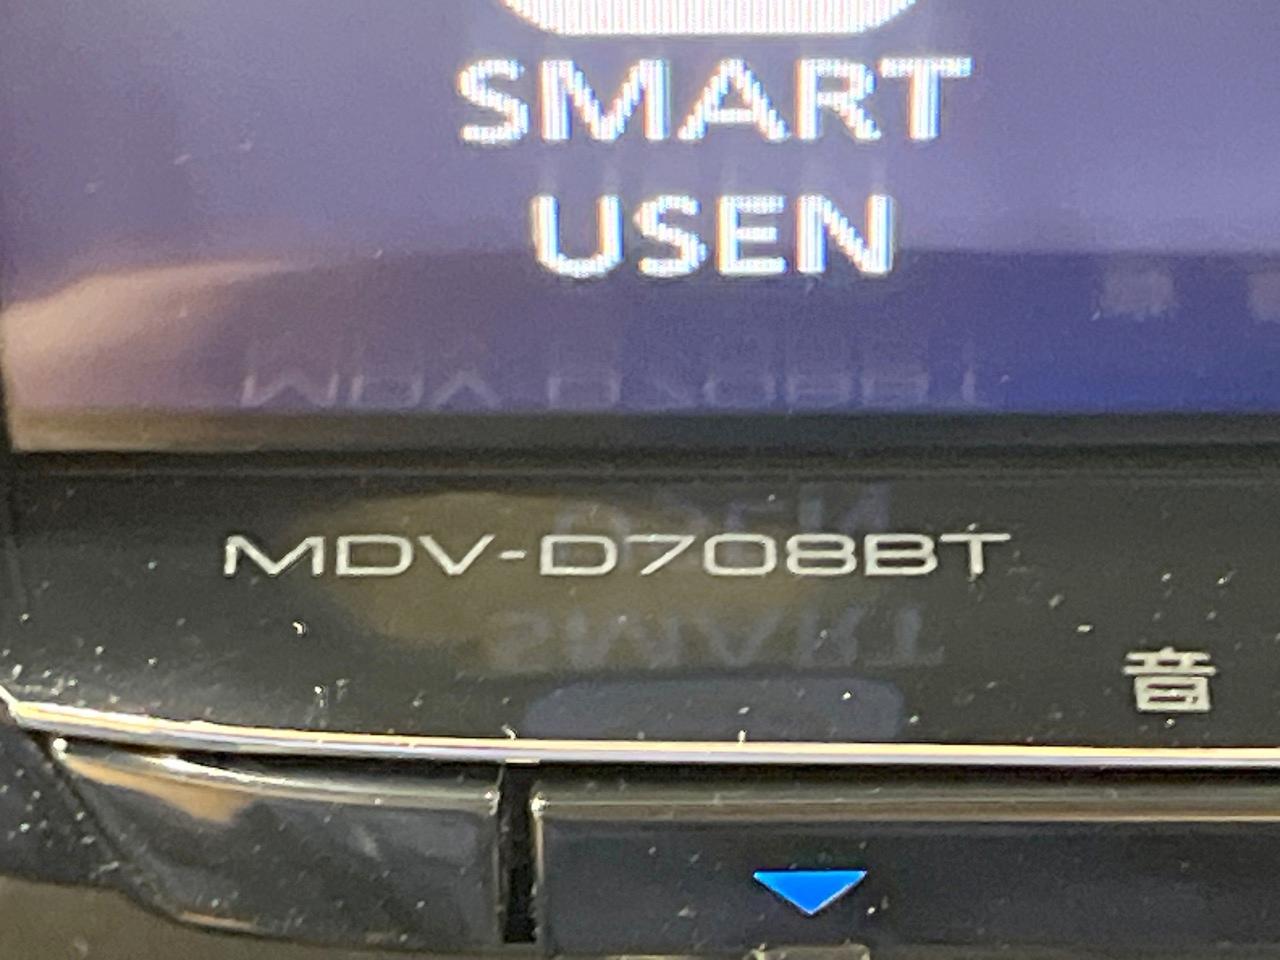 SMART
USEN
MDV-D708BT
音